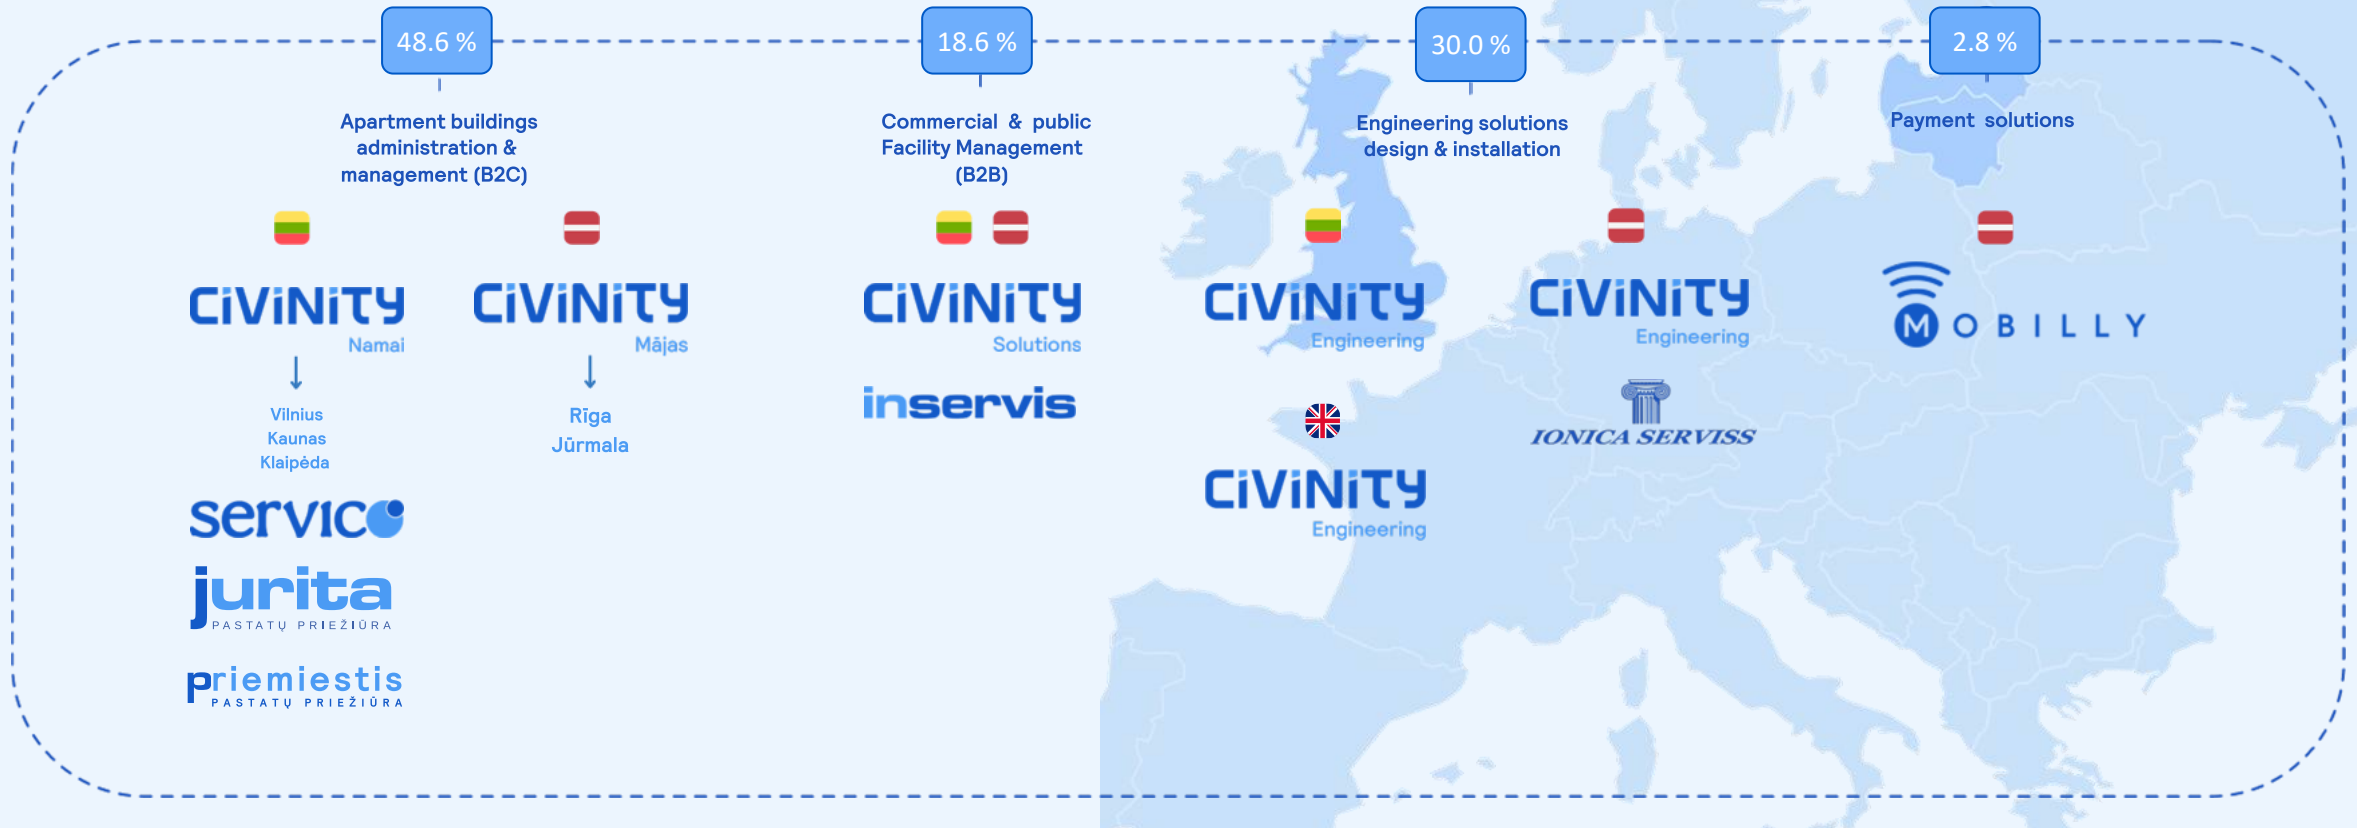 48.6 %
Apartment buildings
administration &
management (B2C)
CiViNiTY
Namai
Vilnius
Kaunas
Klaipėda
servico
jurita
PASTATŲ PRIEŽIŪRA
priemiestis
PASTATŲ PRIEŽIŪRA
CiViNiTY
Mājas
Rīga
Jūrmala
18.6 %
Commercial & public
Facility Management
(B2B)
CiViNiTY
Solutions
inservis
30.0 %
Engineering solutions
design & installation
CiViNiTY
Engineering
CiViNiTY
Engineering
CiViNiTY
Engineering
IONICA SERVISS
2.8 %
Payment solutions
MOBILLY